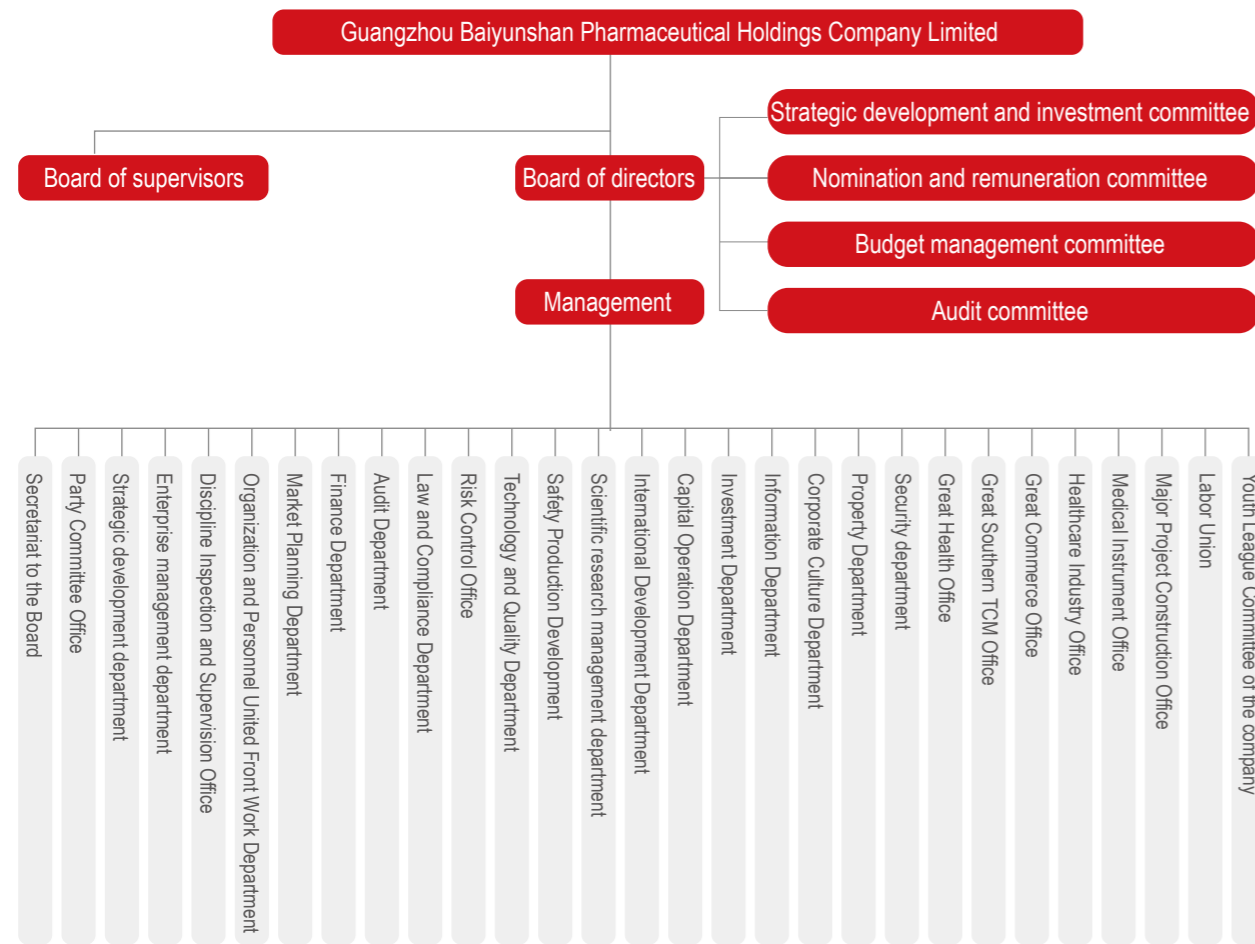 Guangzhou Baiyunshan Pharmaceutical Holdings Company Limited
Strategic development and investment committee
Board of supervisors
Board of directors
Nomination and remuneration committee
Budget management committee
Management
Audit committee
Secretariat to the Board
Party Committee Office
Strategic development department
Enterprise management department
Discipline Inspection and Supervision Office
Organization and Personnel United Front Work Department
Market Planning Department
Finance Department
Audit Department
Law and Compliance Department
Risk Control Office
Technology and Quality Department
Safety Production Development
Scientific research management department
International Development Department
Capital Operation Department
Investment Department
Information Department
Corporate Culture Department
Property Department
Security department
Great Health Office
Great Southern TCM Office
Great Commerce Office
Healthcare Industry Office
Medical Instrument Office
Major Project Construction Office
Labor Union
Youth League Committee of the company